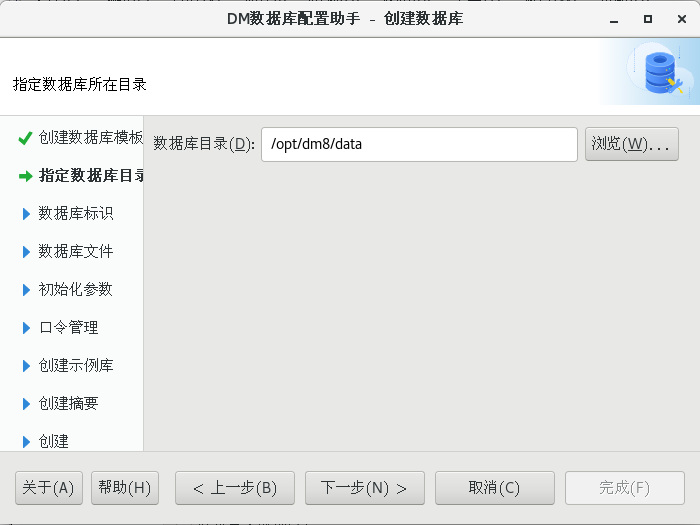 DM数据库配置助手 - 创建数据库
指定数据库所在目录
创建数据库模板
指定数据库目录
数据库标识
数据库文件
初始化参数
口令管理
创建示例库
创建摘要
创建
数据库目录(D): /opt/dm8/data 浏览(W)...
关于(A) 帮助(H) < 上一步(B) 下一步(N) > 取消(C) 完成(F)